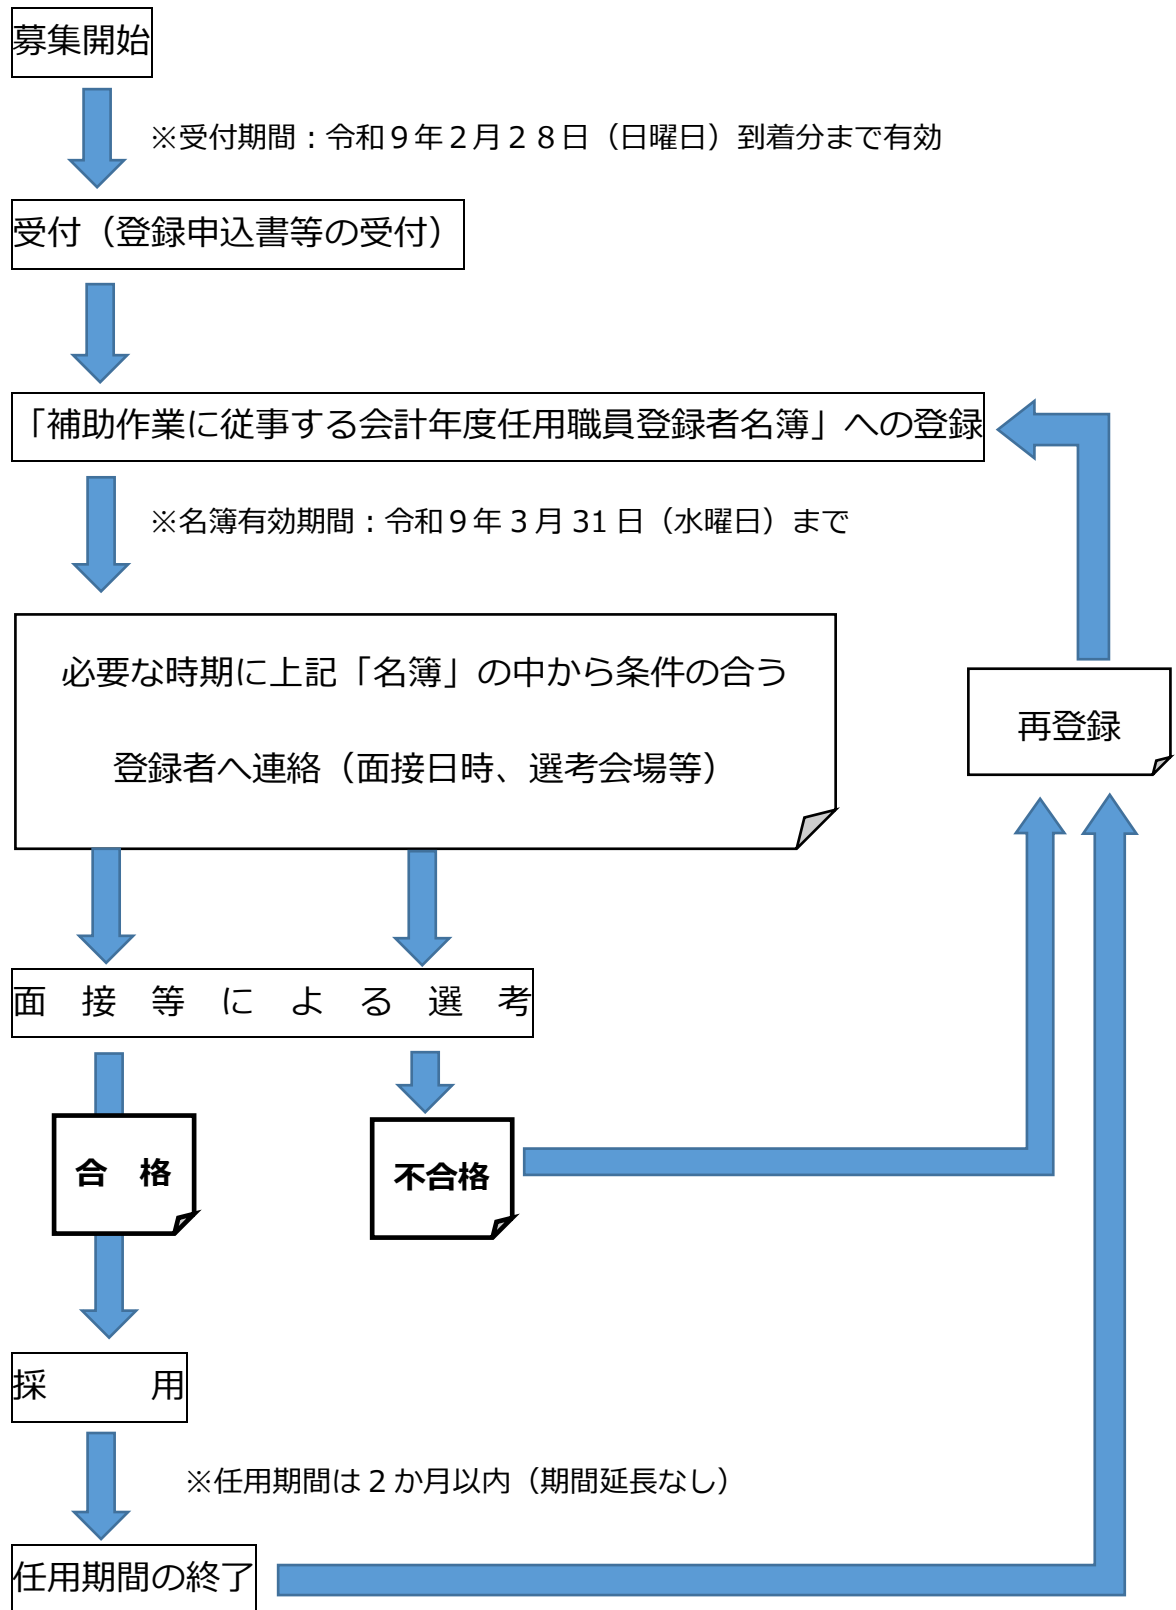 募集開始
※受付期間：令和９年２月２８日（日曜日）到着分まで有効
受付（登録申込書等の受付）
「補助作業に従事する会計年度任用職員登録者名簿」への登録
※名簿有効期間：令和９年３月 31 日（水曜日）まで
必要な時期に上記「名簿」の中から条件の合う
登録者へ連絡（面接日時、選考会場等）
再登録
面　接　等　に　よ　る　選　考
合　格
不合格
採　　　用
※任用期間は２か月以内（期間延長なし）
任用期間の終了